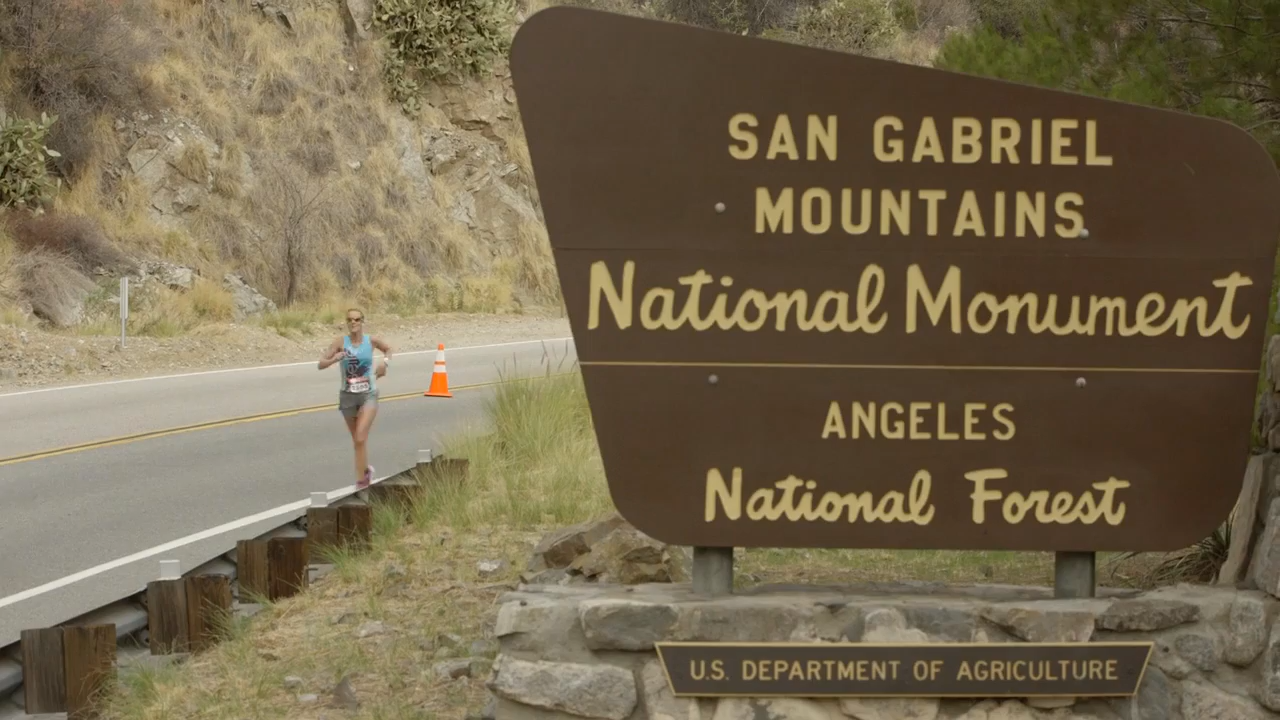 SAN GABRIEL
MOUNTAINS
National Monument
ANGELES
National Forest
U.S. DEPARTMENT OF AGRICULTURE